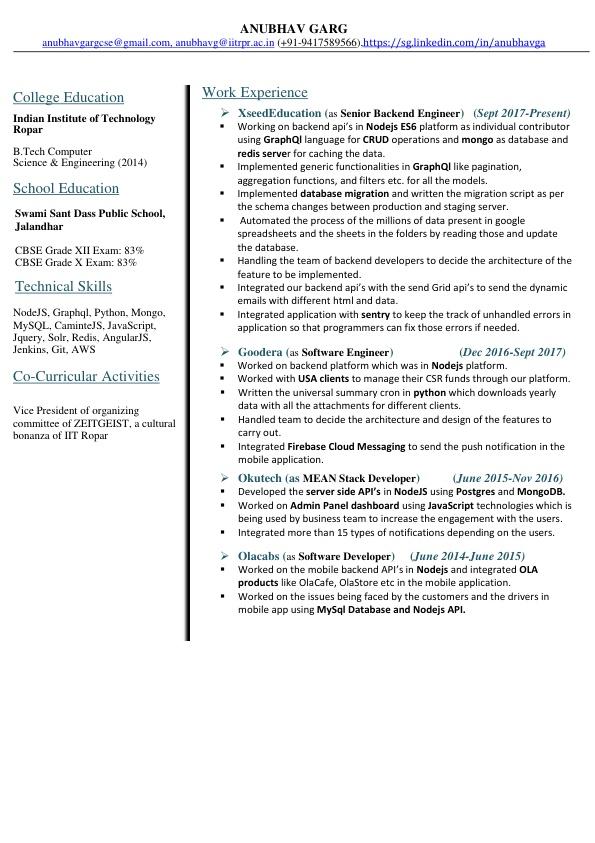 ANUBHAV GARG
anubhavgargcse@gmail.com, anubhavg@iitrpr.ac.in (+91-9417589566),https://sg.linkedin.com/in/anubhavga
College Education
Indian Institute of Technology
Ropar
B.Tech Computer
Science & Engineering (2014)
School Education
Swami Sant Dass Public School,
Jalandhar
CBSE Grade XII Exam: 83%
CBSE Grade X Exam: 83%
Technical Skills
NodeJS, Graphql, Python, Mongo,
MySQL, CaminteJS, JavaScript,
Jquery, Solr, Redis, AngularJS,
Jenkins, Git, AWS
Co-Curricular Activities
Vice President of organizing
committee of ZEITGEIST, a cultural
bonanza of IIT Ropar
Work Experience
➢ XseedEducation (as Senior Backend Engineer) (Sept 2017-Present)
▪ Working on backend api's in Nodejs ES6 platform as individual contributor
using GraphQl language for CRUD operations and mongo as database and
redis server for caching the data.
▪ Implemented generic functionalities in GraphQl like pagination,
aggregation functions, and filters etc. for all the models.
▪ Implemented database migration and written the migration script as per
the schema changes between production and staging server.
▪ Automated the process of the millions of data present in google
spreadsheets and the sheets in the folders by reading those and update
the database.
▪ Handling the team of backend developers to decide the architecture of the
feature to be implemented.
▪ Integrated our backend api's with the send Grid api's to send the dynamic
emails with different html and data.
▪ Integrated application with sentry to keep the track of unhandled errors in
application so that programmers can fix those errors if needed.
➢ Goodera (as Software Engineer) (Dec 2016-Sept 2017)
▪ Worked on backend platform which was in Nodejs platform.
▪ Worked with USA clients to manage their CSR funds through our platform.
▪ Written the universal summary cron in python which downloads yearly
data with all the attachments for different clients.
▪ Handled team to decide the architecture and design of the features to
carry out.
▪ Integrated Firebase Cloud Messaging to send the push notification in the
mobile application.
➢ Okutech (as MEAN Stack Developer) (June 2015-Nov 2016)
▪ Developed the server side API's in NodeJS using Postgres and MongoDB.
▪ Worked on Admin Panel dashboard using JavaScript technologies which is
being used by business team to increase the engagement with the users.
▪ Integrated more than 15 types of notifications depending on the users.
➢ Olacabs (as Software Developer) (June 2014-June 2015)
▪ Worked on the mobile backend API's in Nodejs and integrated OLA
products like OlaCafe, OlaStore etc in the mobile application.
▪ Worked on the issues being faced by the customers and the drivers in
mobile app using MySql Database and Nodejs API.